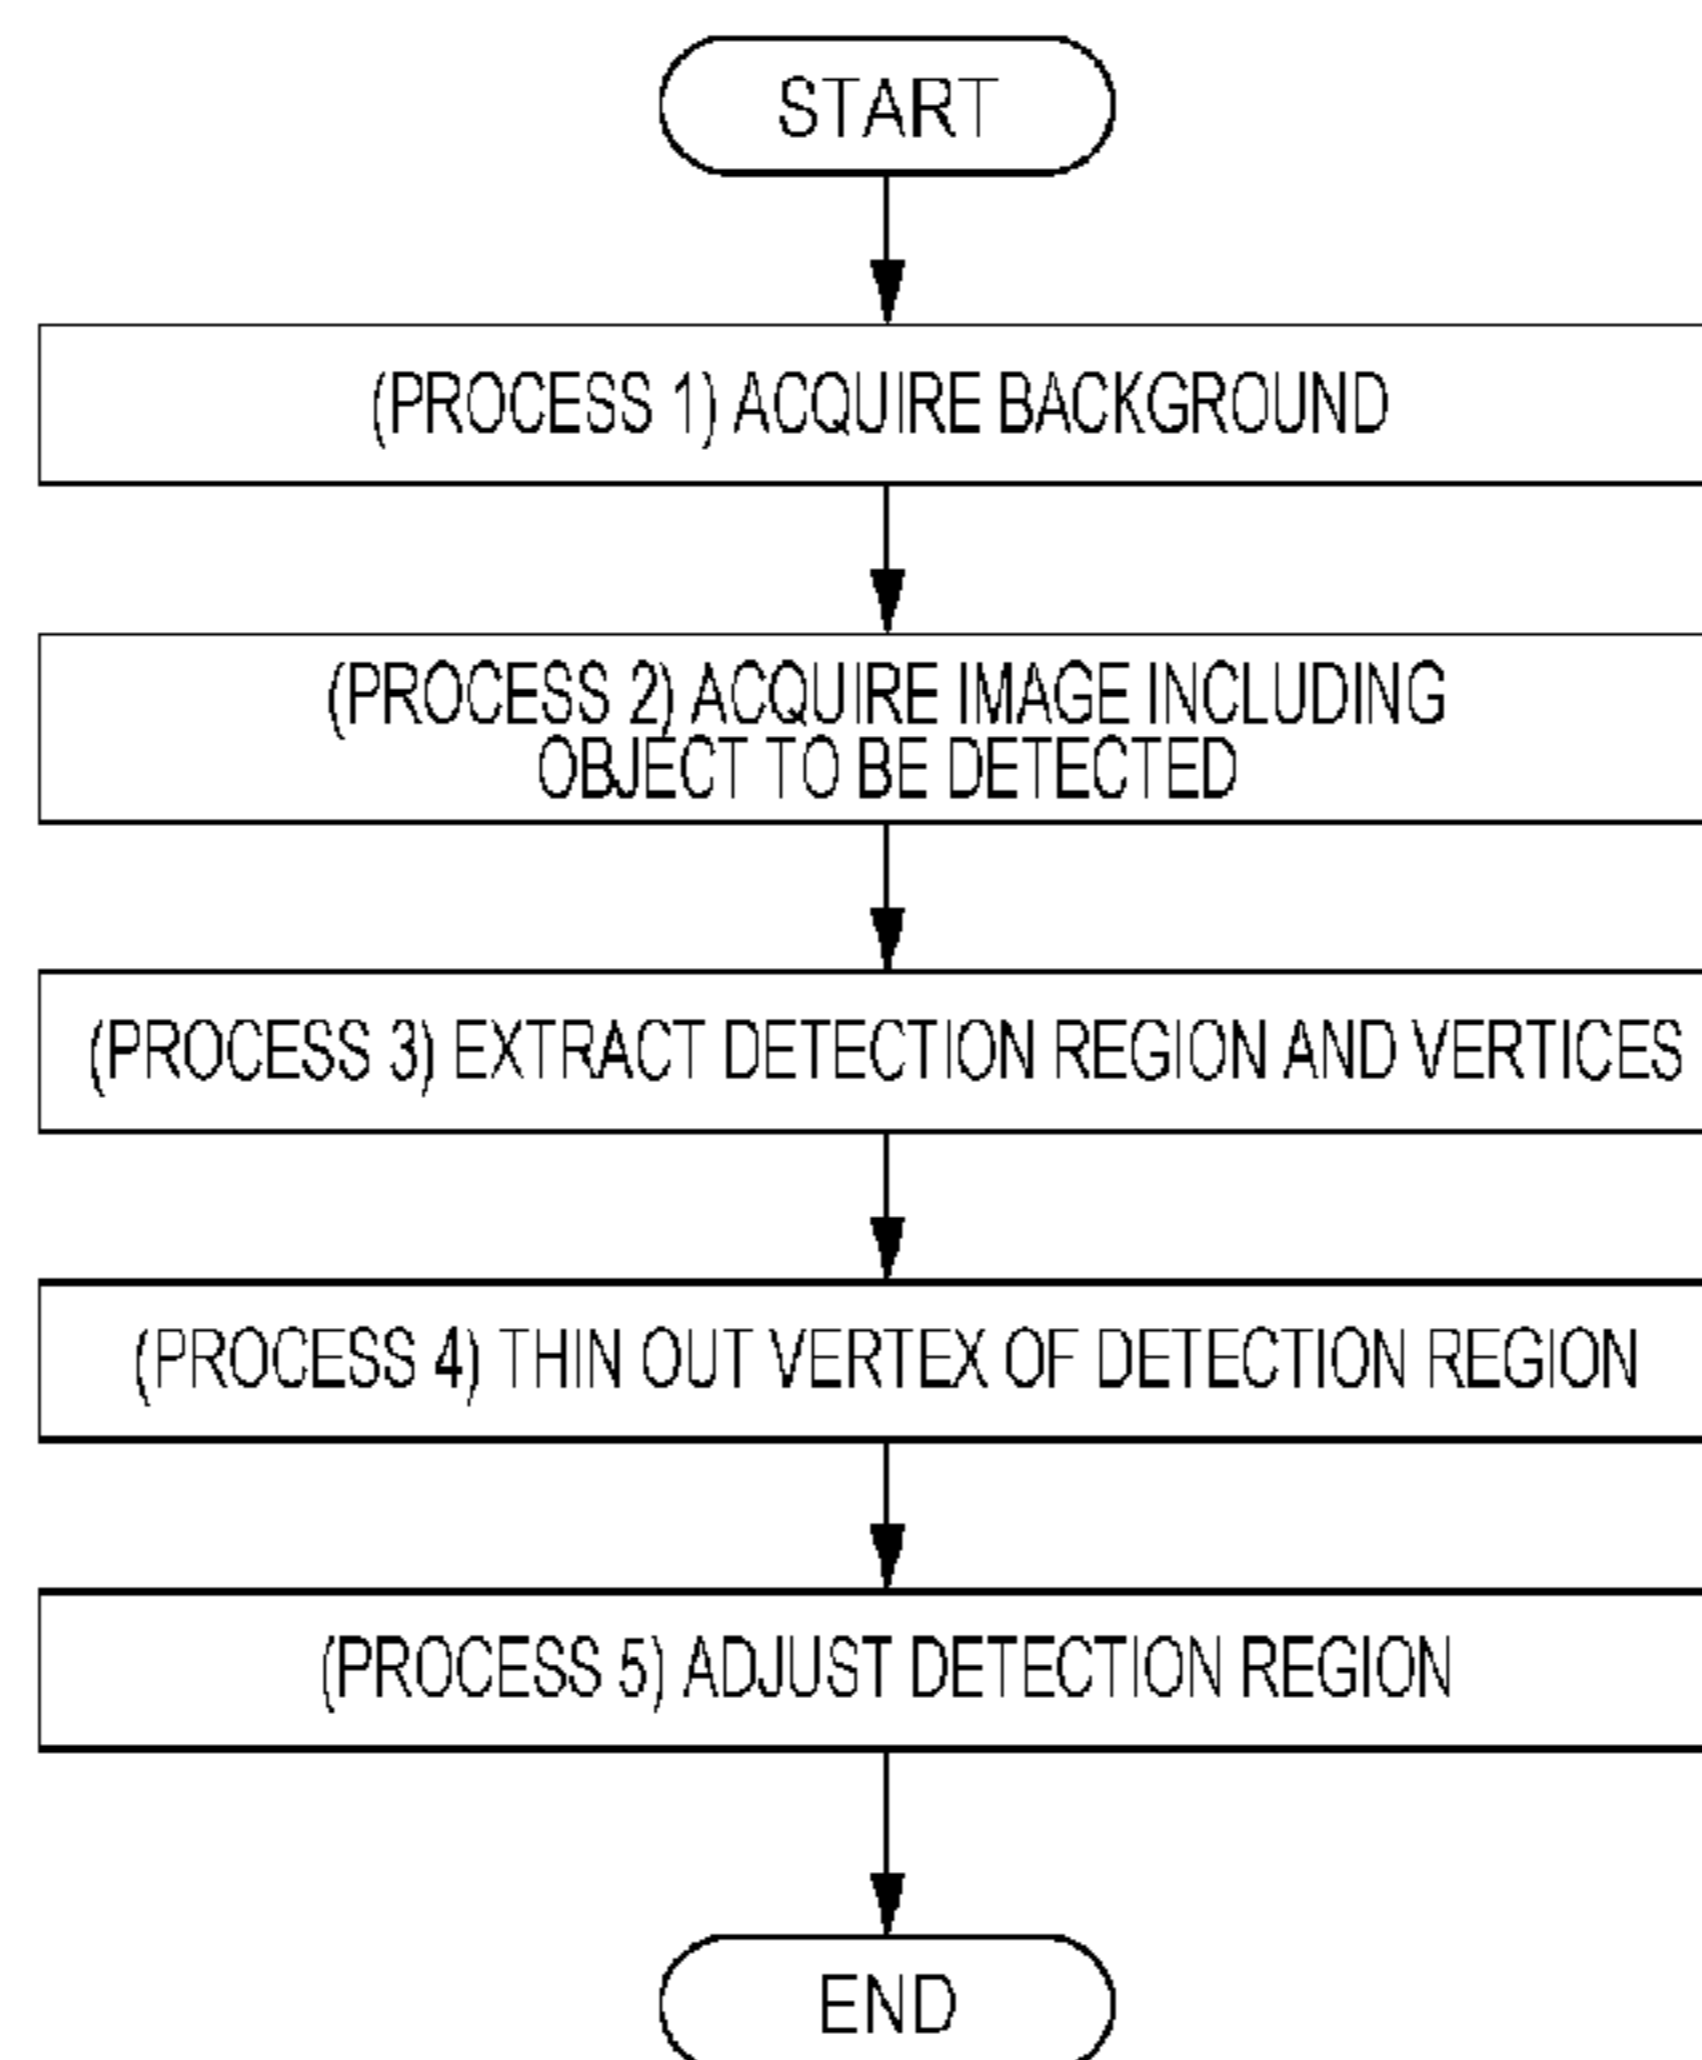 START
(PROCESS 1) ACQUIRE BACKGROUND
(PROCESS 2) ACQUIRE IMAGE INCLUDING
OBJECT TO BE DETECTED
(PROCESS 3) EXTRACT DETECTION REGION AND VERTICES
(PROCESS 4) THIN OUT VERTEX OF DETECTION REGION
(PROCESS 5) ADJUST DETECTION REGION
END